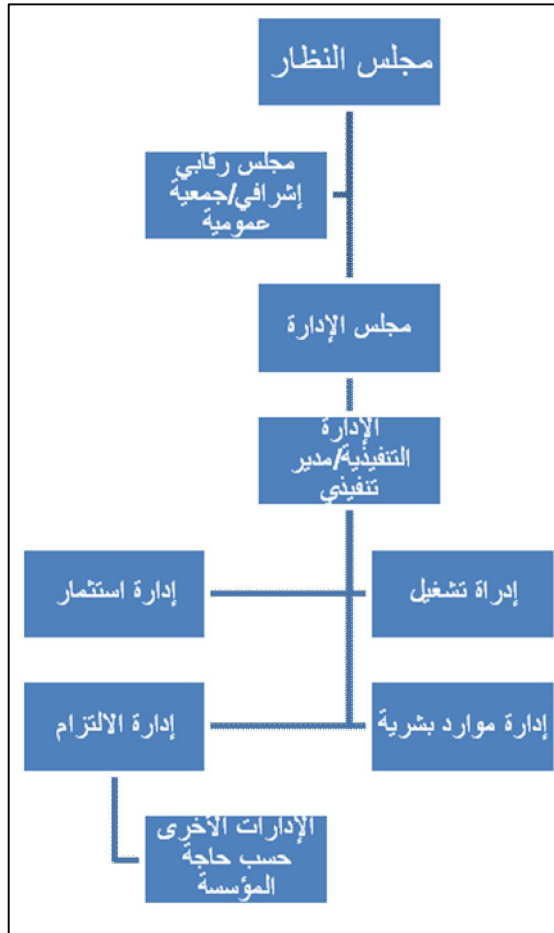 مجلس النظار
مجلس رقابي
إشرافي/جمعية
عمومية
مجلس الإدارة
الإدارة
التنفيذية/مدير
تنفيذي
إدراة تشغيل
إدارة استثمار
إدارة موارد بشرية
إدارة الالتزام
الإدارات الأخرى
حسب حاجة
المؤسسة